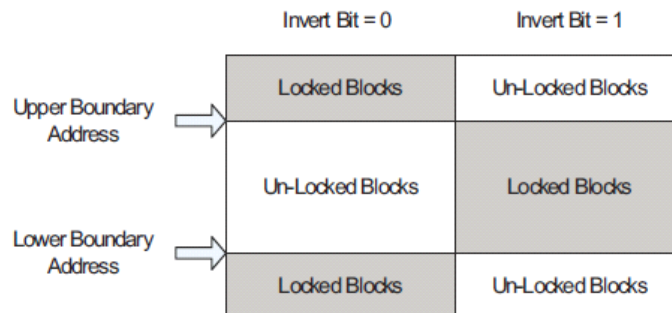 Invert Bit = 0
Invert Bit = 1
Locked Blocks
Un-Locked Blocks
Upper Boundary
Address
Un-Locked Blocks
Locked Blocks
Lower Boundary
Address
Locked Blocks
Un-Locked Blocks